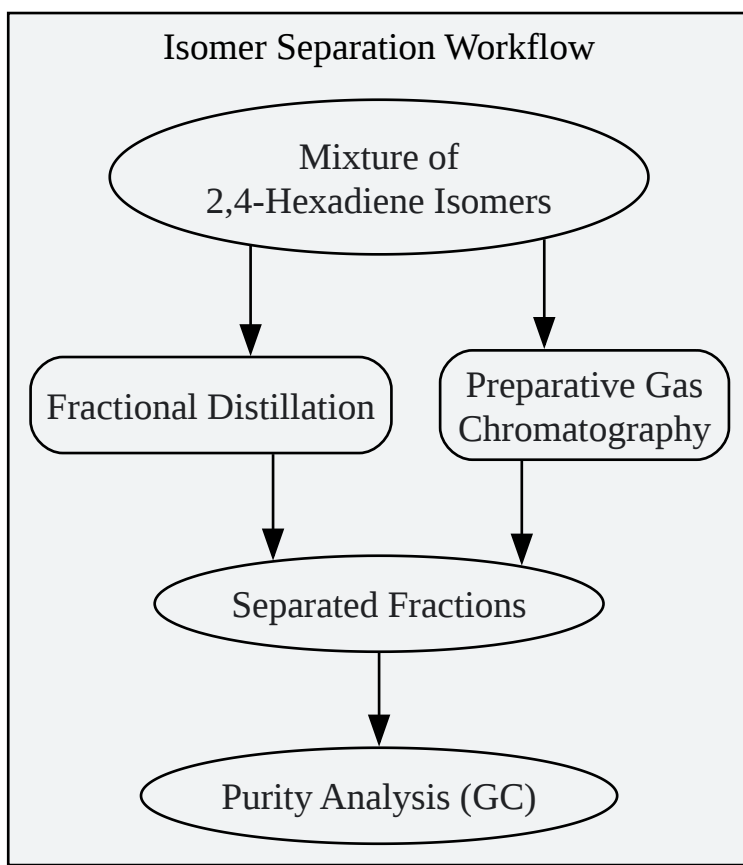 Isomer Separation Workflow
Mixture of
2,4-Hexadiene Isomers
Fractional Distillation
Preparative Gas
Chromatography
Separated Fractions
Purity Analysis (GC)